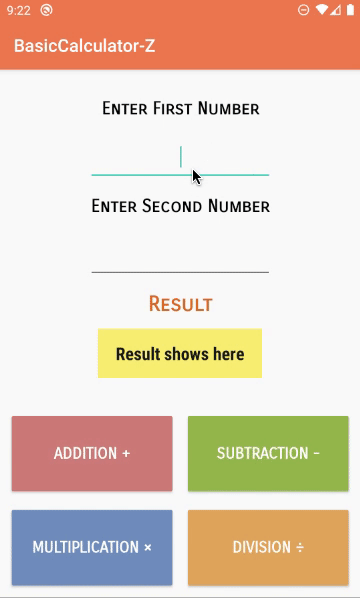 9:22
BasicCalculator-Z
Enter First Number
Enter Second Number
Result
Result shows here
ADDITION +
SUBTRACTION -
MULTIPLICATION ×
DIVISION ÷